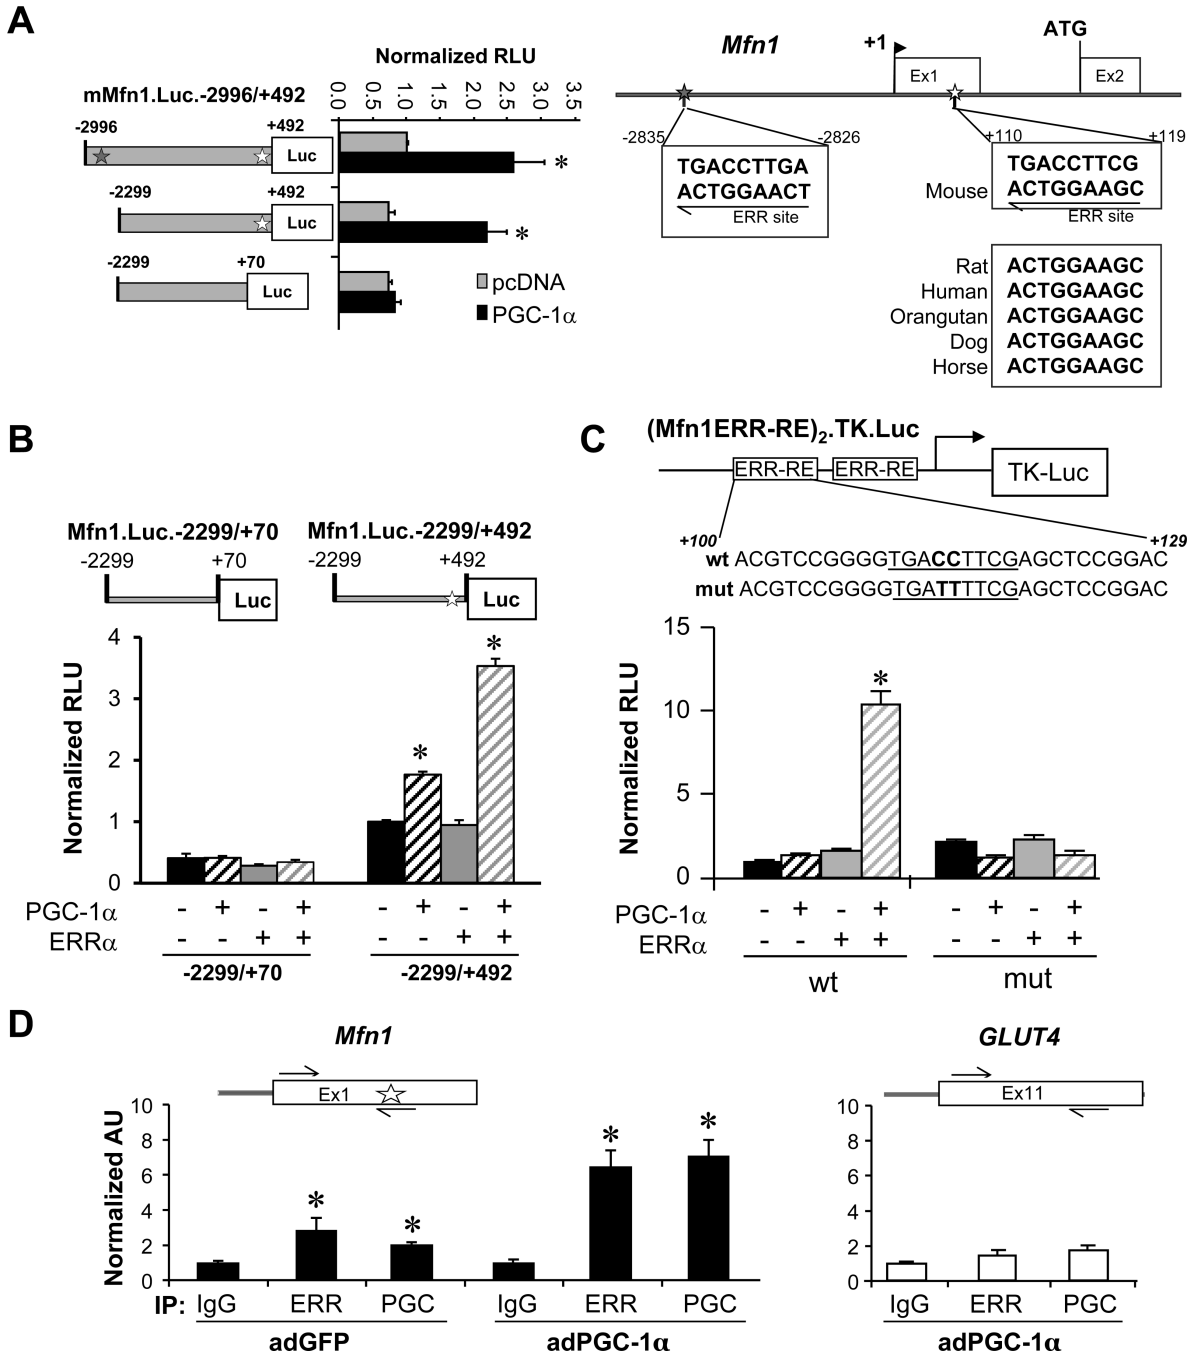 A
Normalized RLU
0.0 0.5 1.0 1.5 2.0 2.5 3.0 3.5
mMfn1.Luc.-2996/+492
-2996 +492
Luc
*
-2299 +492
Luc
*
-2299 +70
Luc
pcDNA
PGC-1α
Mfn1
+1 ATG
Ex1 Ex2
-2835 -2826 +110 +119
TGACCTTGA
ACTGGAACT
ERR site
TGACCTTCG
Mouse ACTGGAAGC
ERR site
Rat ACTGGAAGC
Human ACTGGAAGC
Orangutan ACTGGAAGC
Dog ACTGGAAGC
Horse ACTGGAAGC
B
Mfn1.Luc.-2299/+70 Mfn1.Luc.-2299/+492
-2299 +70 -2299 +492
Luc Luc
Normalized RLU
4
3
2
1
0
* *
PGC-1α - + - + - + - +
ERRα - - + + - - + +
-2299/+70 -2299/+492
C
(Mfn1ERR-RE)2.TK.Luc
ERR-RE ERR-RE TK-Luc
+100 +129
wt ACGTCCGGGGTGACCTTCGAGCTCCGGAC
mut ACGTCCGGGGTGATTTTCGAGCTCCGGAC
Normalized RLU
15
10
5
0
*
PGC-1α - + - + - + - +
ERRα - - + + - - + +
wt mut
D
Mfn1
Ex1
Normalized AU
10
8
6
4
2
0
* * * *
IP: IgG ERR PGC IgG ERR PGC
adGFP adPGC-1α
GLUT4
Ex11
10
8
6
4
2
0
IgG ERR PGC
adPGC-1α